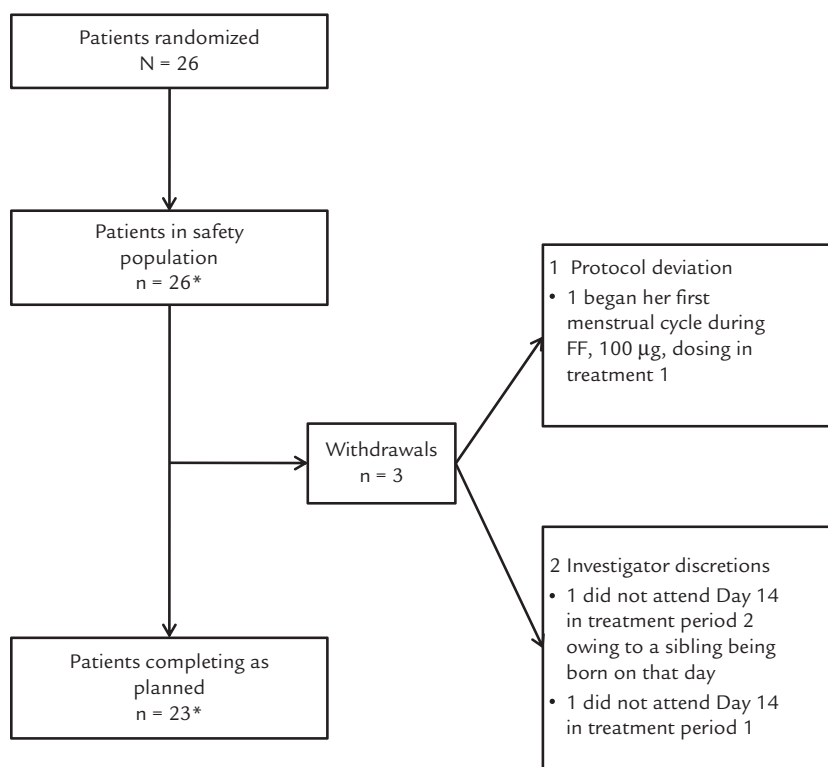 Patients randomized
N = 26
Patients in safety
population
n = 26*
Withdrawals
n = 3
1 Protocol deviation
• 1 began her first
menstrual cycle during
FF, 100 μg, dosing in
treatment 1
2 Investigator discretions
• 1 did not attend Day 14
in treatment period 2
owing to a sibling being
born on that day
• 1 did not attend Day 14
in treatment period 1
Patients completing as
planned
n = 23*